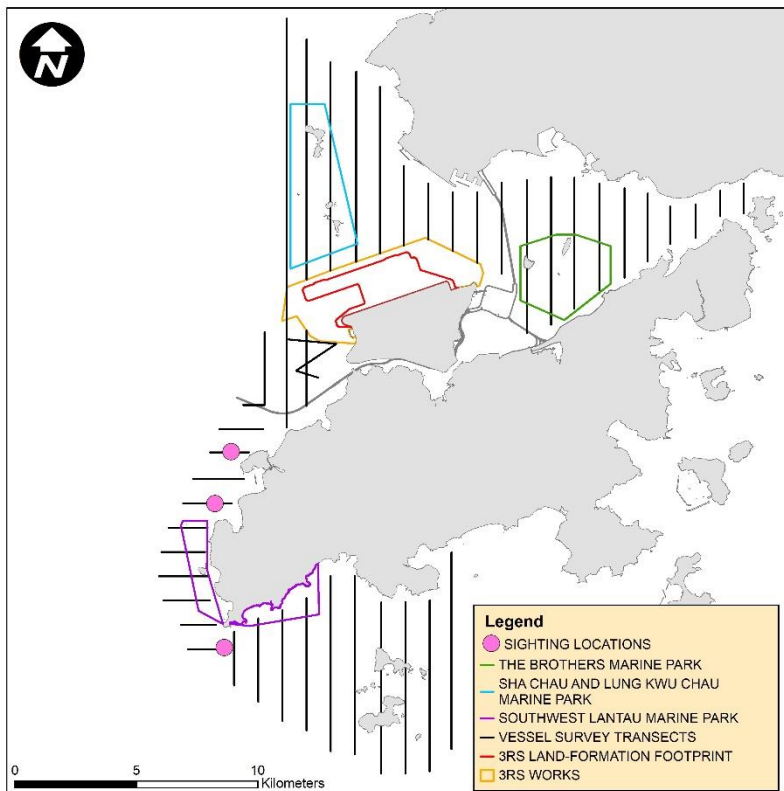 N
Legend
SIGHTING LOCATIONS
THE BROTHERS MARINE PARK
SHA CHAU AND LUNG KWU CHAU
MARINE PARK
SOUTHWEST LANTAU MARINE PARK
VESSEL SURVEY TRANSECTS
3RS LAND-FORMATION FOOTPRINT
3RS WORKS
0 5 10
Kilometers